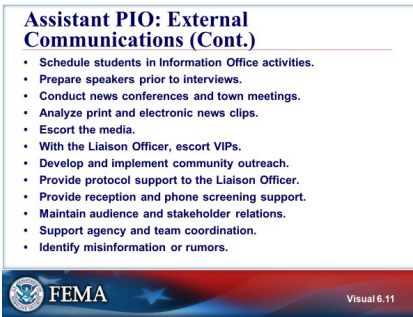 Assistant PIO: External
Communications (Cont.)
• Schedule students in Information Office activities.
• Prepare speakers prior to interviews.
• Conduct news conferences and town meetings.
• Analyze print and electronic news clips.
• Escort the media.
• With the Liaison Officer, escort VIPs.
• Develop and implement community outreach.
• Provide protocol support to the Liaison Officer.
• Provide reception and phone screening support.
• Maintain audience and stakeholder relations.
• Support agency and team coordination.
• Identify misinformation or rumors.
FEMA
Visual 6.11